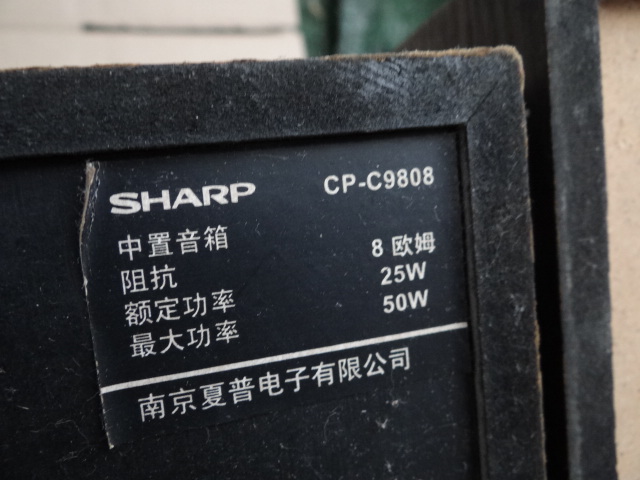 SHARP CP-C9808
中置音箱
阻抗 8 欧姆
额定功率 25W
最大功率 50W
南京夏普电子有限公司